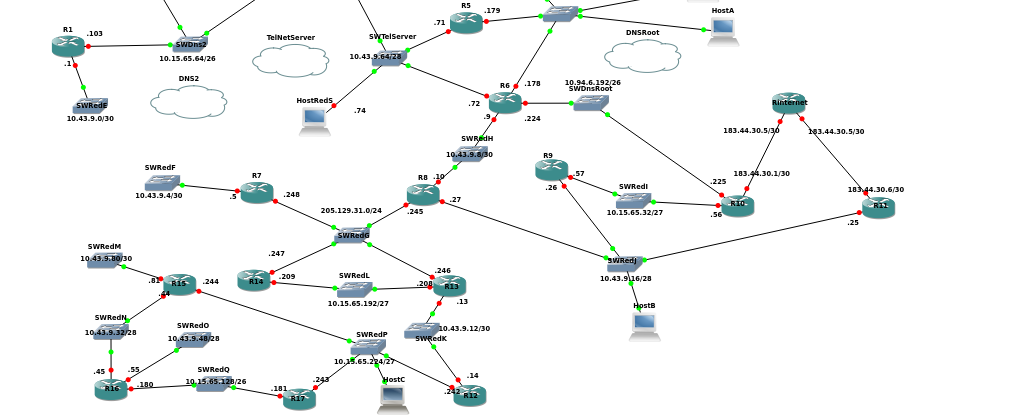 R5
.179
.71
HostA
R1
.103
SWDns2
10.15.65.64/26
TelNetServer
SWTelServer
10.43.9.64/28
DNSRoot
.1
DNS2
SWRedE
10.43.9.0/30
HostRedS
.74
R6
.178
.72
.9
.224
10.94.6.192/26
SWDnsRoot
RInternet
183.44.30.5/30
183.44.30.5/30
SWRedH
10.43.9.8/30
R9
.57
.26
SWRedI
10.15.65.32/27
183.44.30.1/30
.225
R10
.56
183.44.30.6/30
R11
.25
SWRedF
10.43.9.4/30
R7
.5
.248
R8
.10
.27
.245
205.129.31.0/24
SWRedG
SWRedM
10.43.9.80/30
.81
R15
.244
.44
.247
R14
.209
SWRedL
10.15.65.192/27
.246
.208
R13
.13
SWRedJ
10.43.9.16/28
HostB
SWRedN
10.43.9.32/28
SWRedO
10.43.9.48/28
SWRedP
10.15.65.224/27
10.43.9.12/30
SWRedK
.45
R16
.55
.180
SWRedQ
10.15.65.128/26
.181
R17
.243
HostC
.14
.242
R12